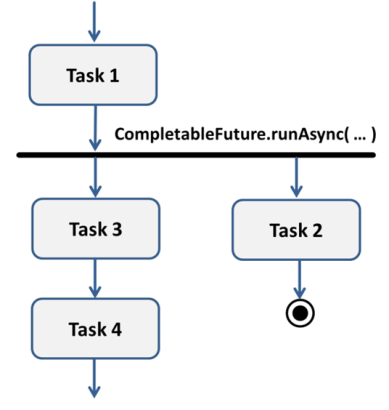 Task 1
CompletableFuture.runAsync( ... )
Task 3
Task 2
Task 4